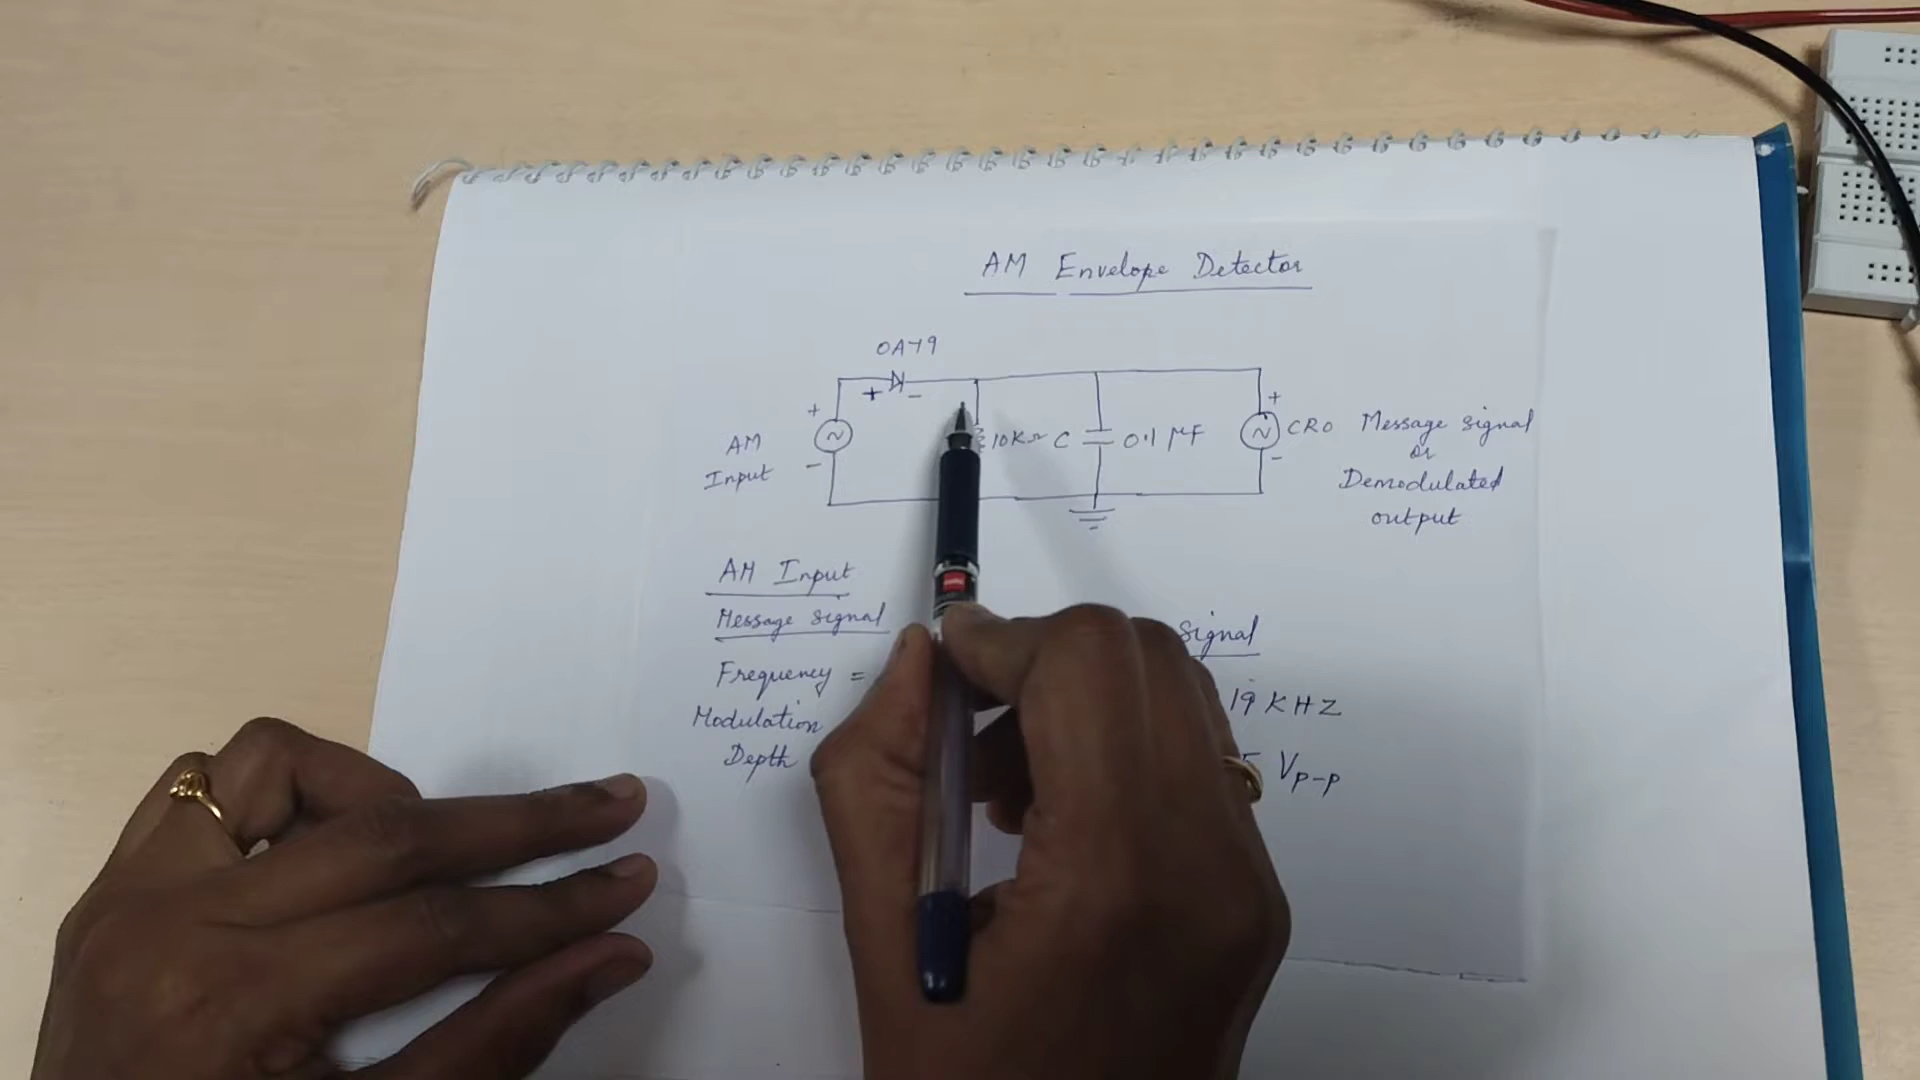 AM Envelope Detector
OA79
+ -
+ + 
AM Input 10KΩ C 0.1 µF CRO Message signal
or
- -
Demodulated
output
AM Input
Message signal Signal
Frequency = 19 KHZ
Modulation
Depth 5 Vp-p